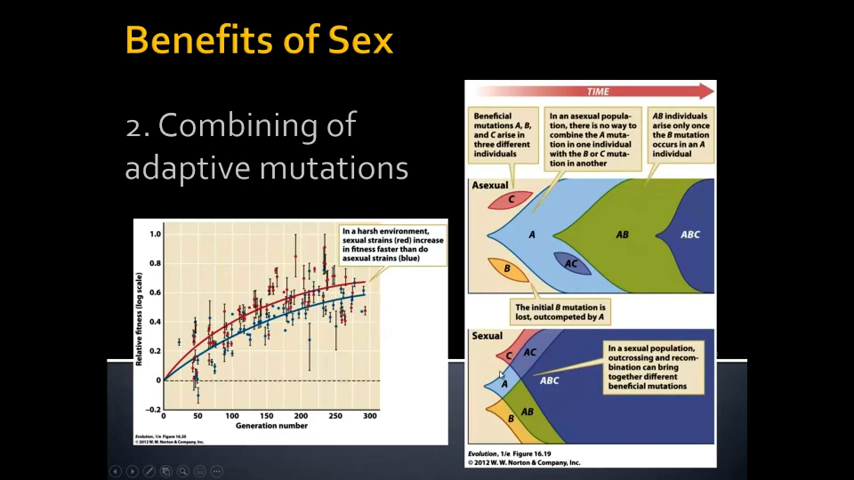 Benefits of Sex
2. Combining of
adaptive mutations
1.0
0.8
0.6
0.4
0.2
0
−0.2
Relative fitness (log scale)
0 50 100 150 200 250 300
Generation number
In a harsh environment,
sexual strains (red) increase
in fitness faster than do
asexual strains (blue)
Evolution, 1/e Figure 16.20
© 2012 W. W. Norton & Company, Inc.
TIME
Beneficial
mutations A, B,
and C arise in
three different
individuals
In an asexual popula-
tion, there is no way to
combine the A muta-
tion in one individual
with the B or C muta-
tion in another
AB individuals
arise only once
the B mutation
occurs in an A
individual
Asexual
C
A
AB
ABC
B
AC
The initial B mutation is
lost, outcompeted by A
Sexual
C
AC
A
ABC
B
AB
In a sexual population,
outcrossing and recom-
bination can bring
together different
beneficial mutations
Evolution, 1/e Figure 16.19
© 2012 W. W. Norton & Company, Inc.